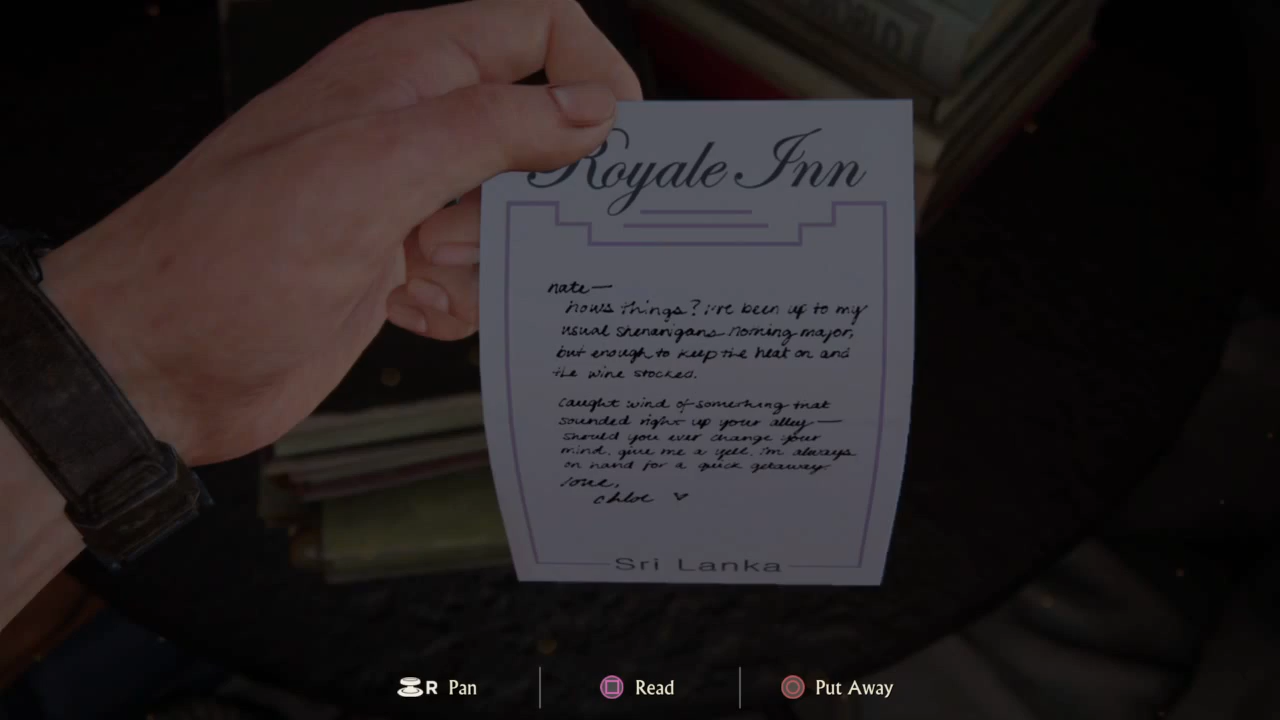 WORLD
Royale Inn
nate—
hows things? I've been up to my
usual shenanigans. Nothing major,
but enough to keep the heat on and
the wine stocked.
Caught wind of something that
sounded right up your alley—
should you ever change your
mind, give me a yell. I'm always
on hand for a quick getaway.
love,
chloe
Sri Lanka
R Pan
Read
Put Away